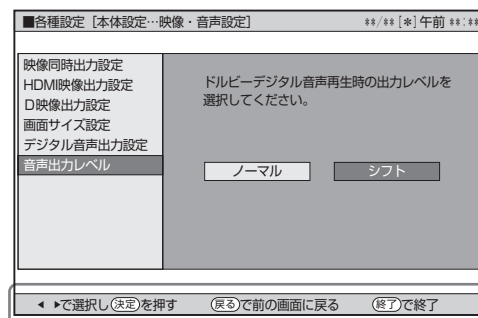 ■各種設定［本体設定…映像・音声設定］ **/**[*]午前 **:**
映像同時出力設定
HDMI映像出力設定
D映像出力設定
画面サイズ設定
デジタル音声出力設定
音声出力レベル
ドルビーデジタル音声再生時の出力レベルを
選択してください。
ノーマル シフト
◀ ▶で選択し決定を押す 戻るで前の画面に戻る 終了で終了